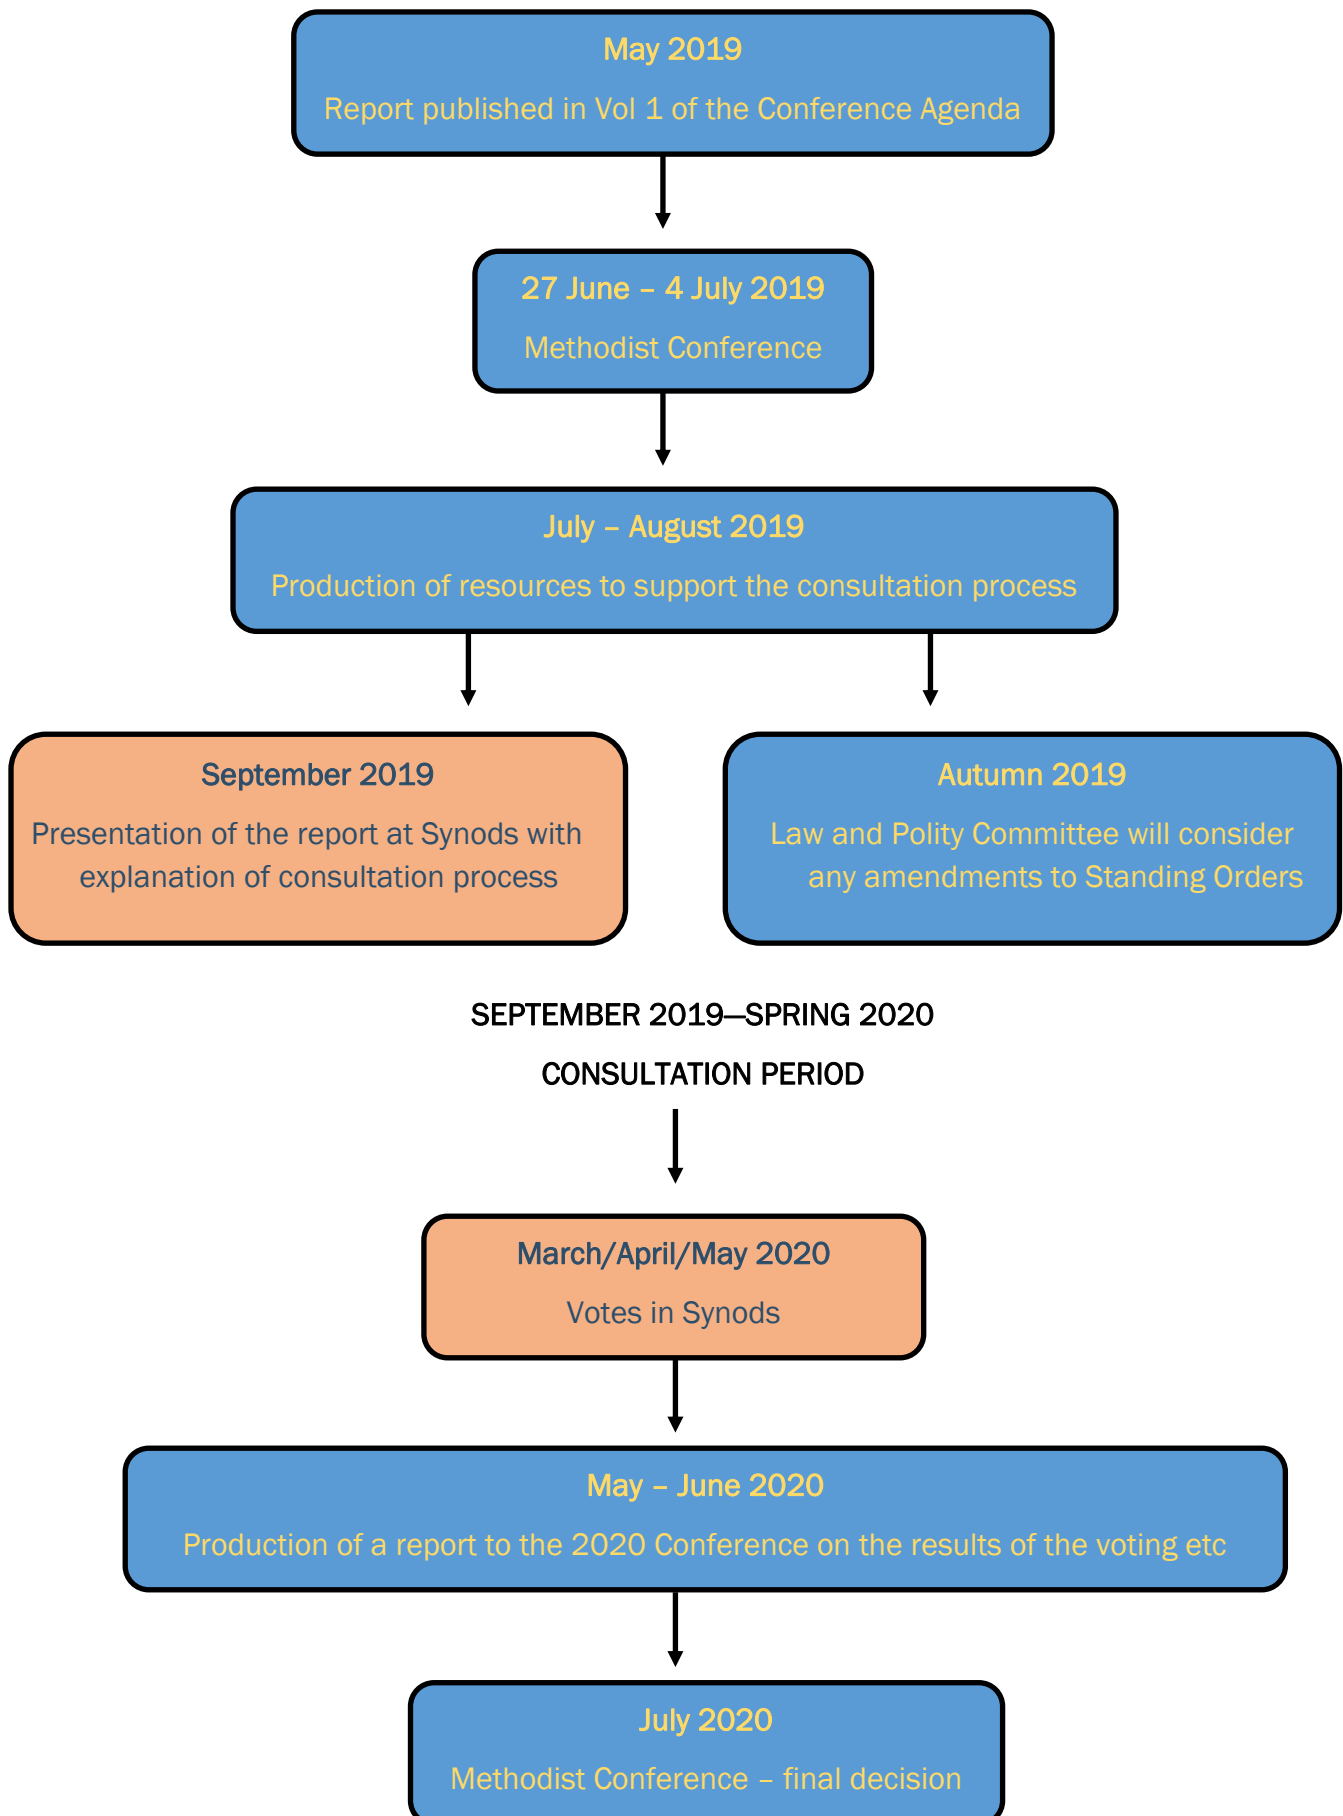 May 2019
Report published in Vol 1 of the Conference Agenda
27 June – 4 July 2019
Methodist Conference
July – August 2019
Production of resources to support the consultation process
September 2019
Presentation of the report at Synods with
explanation of consultation process
Autumn 2019
Law and Polity Committee will consider
any amendments to Standing Orders
SEPTEMBER 2019—SPRING 2020
CONSULTATION PERIOD
March/April/May 2020
Votes in Synods
May – June 2020
Production of a report to the 2020 Conference on the results of the voting etc
July 2020
Methodist Conference – final decision